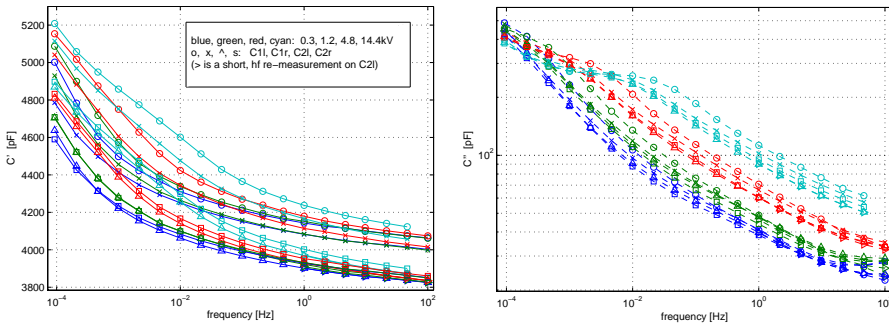 5200
5000
4800
4600
4400
4200
4000
3800
C' [pF]
10⁻⁴
10⁻²
10⁰
10²
frequency [Hz]
blue, green, red, cyan: 0.3, 1.2, 4.8, 14.4kV
o, x, ^, s: C1l, C1r, C2l, C2r
(> is a short, hf re−measurement on C2l)
10²
C'' [pF]
10⁻⁴
10⁻²
10⁰
10
frequency [Hz]